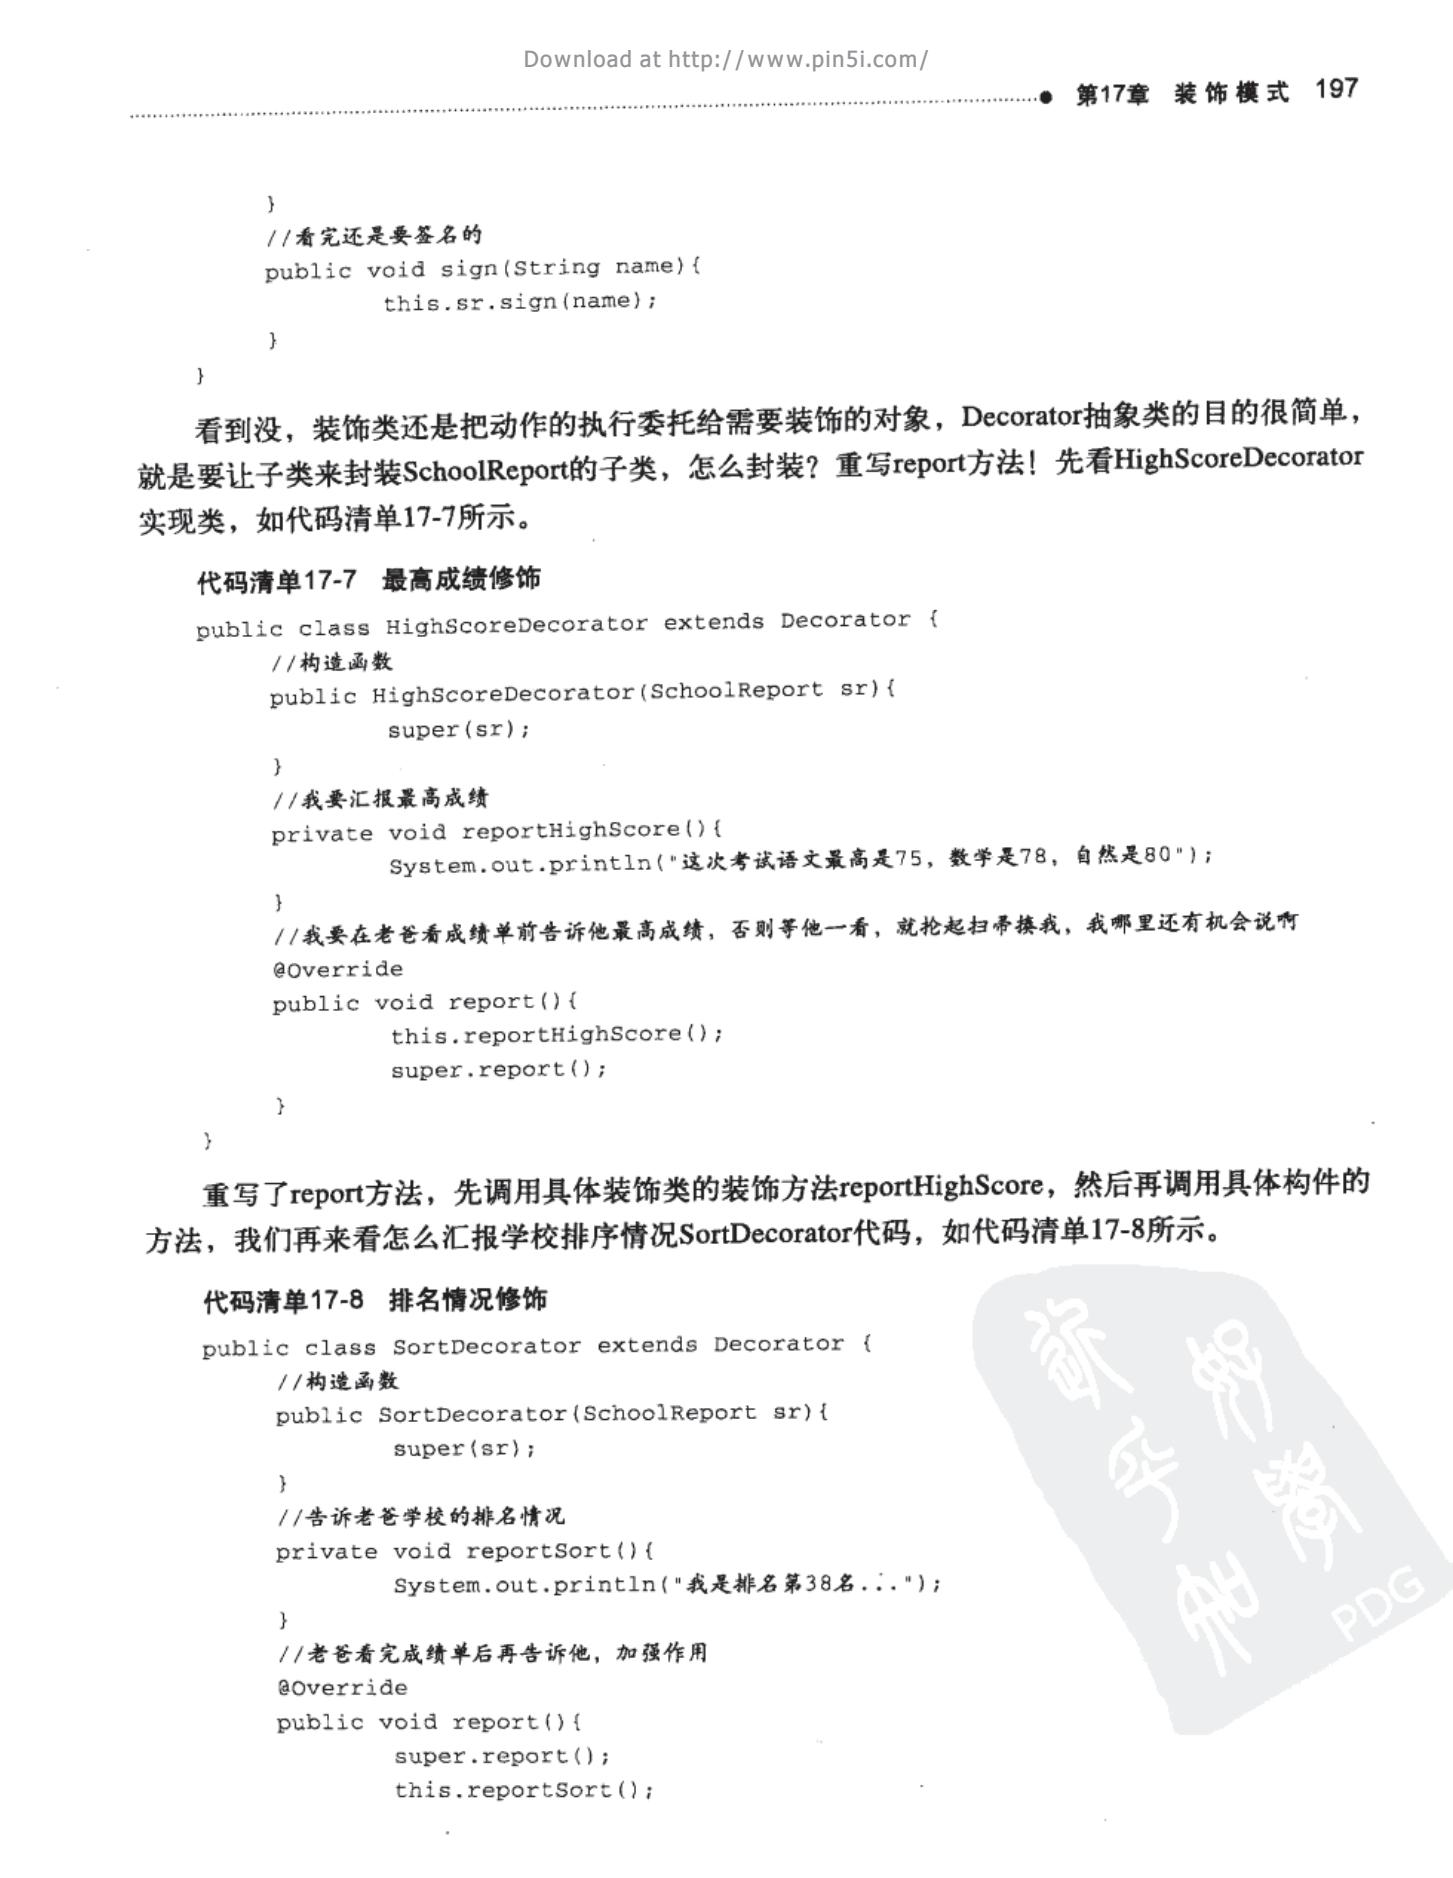 Download at http://www.pin5i.com/
第17章 装饰模式 197
}
//看完还是要签名的
public void sign(String name){
this.sr.sign(name);
}
}
看到没，装饰类还是把动作的执行委托给需要装饰的对象，Decorator抽象类的目的很简单，
就是要让子类来封装SchoolReport的子类，怎么封装？重写report方法！先看HighScoreDecorator
实现类，如代码清单17-7所示。
代码清单17-7 最高成绩修饰
public class HighScoreDecorator extends Decorator {
//构造函数
public HighScoreDecorator(SchoolReport sr){
super(sr);
}
//我要汇报最高成绩
private void reportHighScore(){
System.out.println("这次考试语文最高是75，数学是78，自然是80");
}
//我要在老爸看成绩单前告诉他最高成绩，否则等他一看，就抡起扫帚揍我，我哪里还有机会说啊
@Override
public void report(){
this.reportHighScore();
super.report();
}
}
重写了report方法，先调用具体装饰类的装饰方法reportHighScore，然后再调用具体构件的
方法，我们再来看怎么汇报学校排序情况SortDecorator代码，如代码清单17-8所示。
代码清单17-8 排名情况修饰
public class SortDecorator extends Decorator {
//构造函数
public SortDecorator(SchoolReport sr){
super(sr);
}
//告诉老爸学校的排名情况
private void reportSort(){
System.out.println("我是排名第38名...");
}
//老爸看完成绩单后再告诉他，加强作用
@Override
public void report(){
super.report();
this.reportSort();
PDG